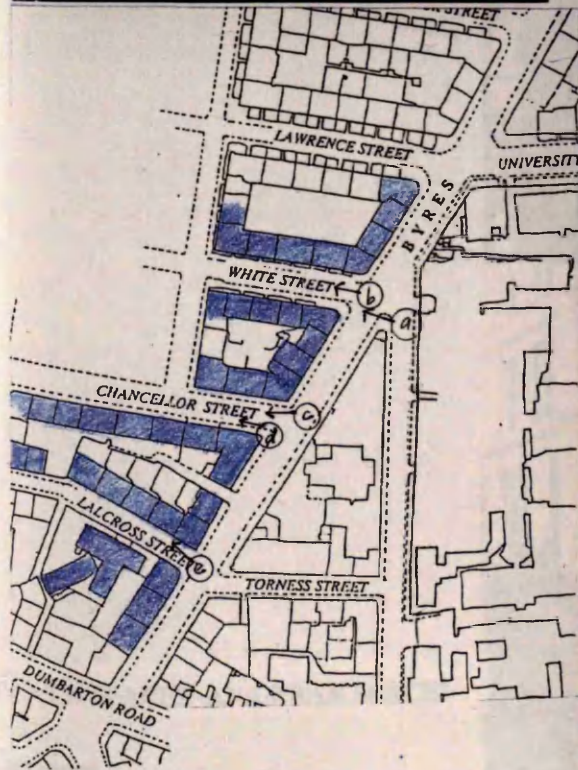 STREET
LAWRENCE STREET
UNIVERSITY
BYRES
WHITE STREET
b
a
CHANCELLOR STREET
c
d
LALCROSS STREET
e
TORNESS STREET
DUMBARTON ROAD